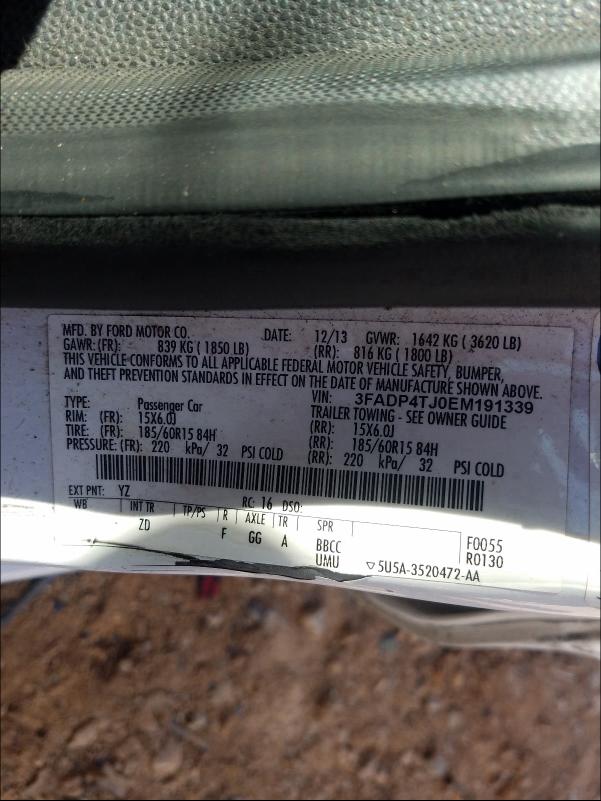 MFD. BY FORD MOTOR CO. DATE: 12/13 GVWR: 1642 KG ( 3620 LB)
GAWR: (FR): 839 KG ( 1850 LB) (RR): 816 KG ( 1800 LB)
THIS VEHICLE CONFORMS TO ALL APPLICABLE FEDERAL MOTOR VEHICLE SAFETY, BUMPER,
AND THEFT PREVENTION STANDARDS IN EFFECT ON THE DATE OF MANUFACTURE SHOWN ABOVE.
VIN: 3FADP4TJ0EM191339
TYPE: Passenger Car TRAILER TOWING - SEE OWNER GUIDE
RIM: (FR): 15X6.0J (RR): 15X6.0J
TIRE: (FR): 185/60R15 84H (RR): 185/60R15 84H
PRESSURE: (FR): 220 kPa/ 32 PSI COLD (RR): 220 kPa/ 32 PSI COLD
EXT PNT: YZ RC: 16 DSO:
WB INT TR TP/PS R AXLE TR SPR
ZD F GG A BBCC F0055
UMU R0130
▽5U5A-3520472-AA